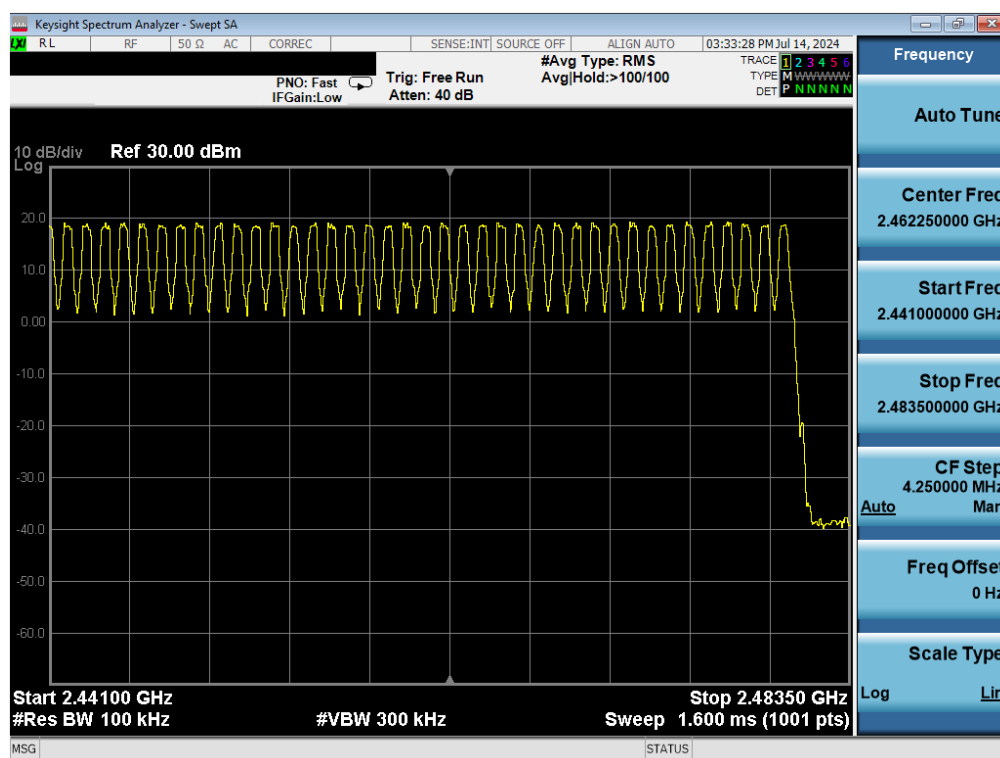 Keysight Spectrum Analyzer - Swept SA
LXI RL RF 50 Ω AC CORREC SENSE:INT SOURCE OFF ALIGN AUTO 03:33:28 PM Jul 14, 2024
PNO: Fast
IFGain:Low
Trig: Free Run
Atten: 40 dB
#Avg Type: RMS
Avg|Hold:>100/100
TRACE 1 2 3 4 5 6
TYPE M WWWWW
DET P N N N N N
10 dB/div Ref 30.00 dBm
Log
20.0
10.0
0.00
-10.0
-20.0
-30.0
-40.0
-50.0
-60.0
Start 2.44100 GHz Stop 2.48350 GHz
#Res BW 100 kHz #VBW 300 kHz Sweep 1.600 ms (1001 pts)
MSG STATUS
Frequency
Auto Tune
Center Freq
2.462250000 GHz
Start Freq
2.441000000 GHz
Stop Freq
2.483500000 GHz
CF Step
4.250000 MHz
Auto Man
Freq Offset
0 Hz
Scale Type
Log Lin